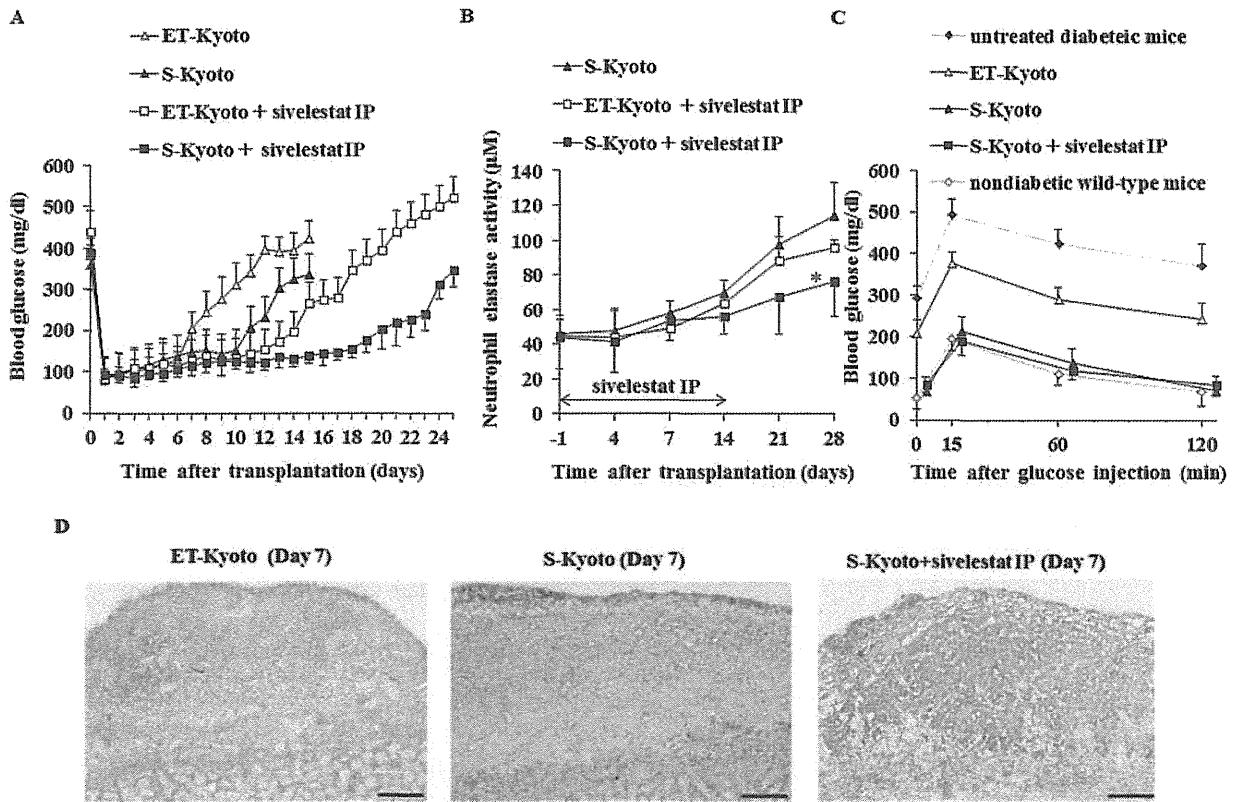 A
ET-Kyoto
S-Kyoto
ET-Kyoto + sivelestat IP
S-Kyoto + sivelestat IP
Blood glucose (mg/dl)
600
500
400
300
200
100
0
0 2 4 6 8 10 12 14 16 18 20 22 24
Time after transplantation (days)
B
S-Kyoto
ET-Kyoto + sivelestat IP
S-Kyoto + sivelestat IP
Neutrophil elastase activity (μM)
140
120
100
80
60
40
20
0
*
sivelestat IP
-1 4 7 14 21 28
Time after transplantation (days)
C
untreated diabeteic mice
ET-Kyoto
S-Kyoto
S-Kyoto + sivelestat IP
nondiabetic wild-type mice
Blood glucose (mg/dl)
600
500
400
300
200
100
0
0 15 60 120
Time after glucose injection (min)
D
ET-Kyoto (Day 7)
S-Kyoto (Day 7)
S-Kyoto+sivelestat IP (Day 7)